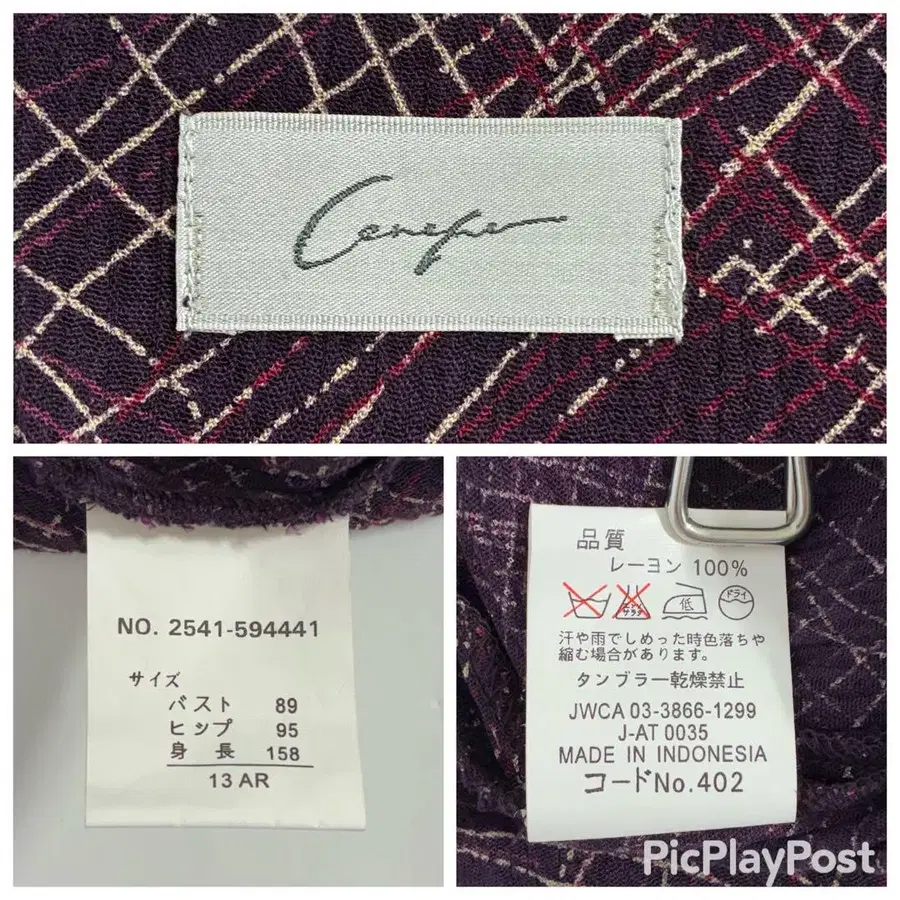 NO. 2541-594441
サイズ
バスト 89
ヒップ 95
身長 158
13 AR
品質
レーヨン 100%
低
ドライ
汗や雨でしめった時色落ちや
縮む場合があります。
タンブラー乾燥禁止
JWCA 03-3866-1299
J-AT 0035
MADE IN INDONESIA
コードNo.402
PicPlayPost